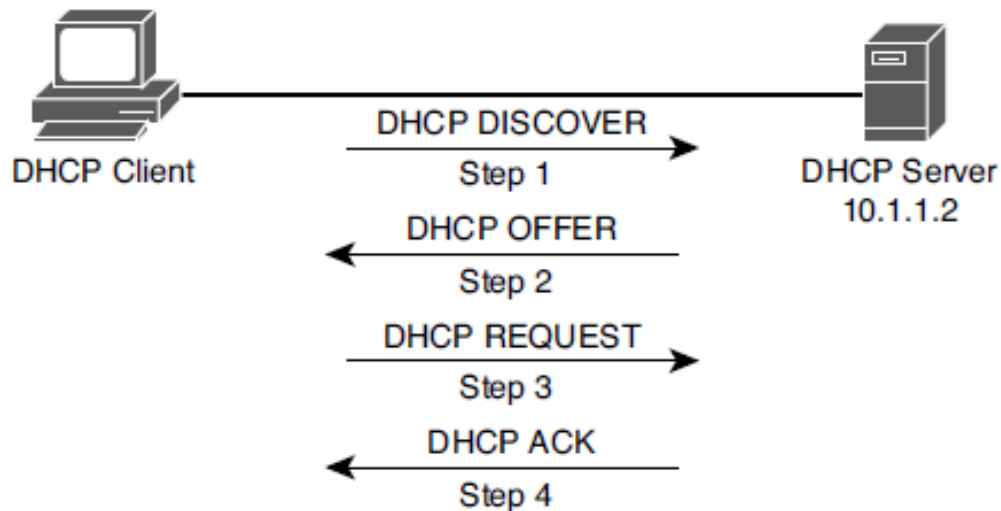 DHCP DISCOVER
Step 1
DHCP Client
DHCP Server
10.1.1.2
DHCP OFFER
Step 2
DHCP REQUEST
Step 3
DHCP ACK
Step 4